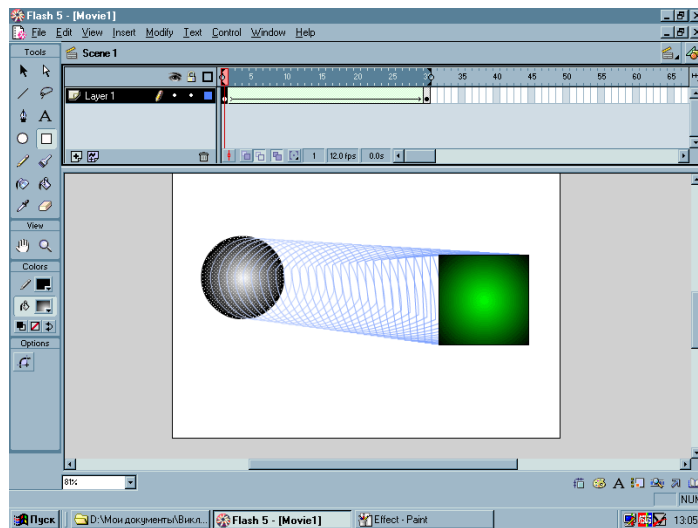 Flash 5 - [Movie1]
File Edit View Insert Modify Text Control Window Help
Tools
Scene 1
5 10 15 20 25 30 35 40 45 50 55 60 65
Layer 1
A
1 12.0 fps 0.0s
View
Colors
Options
81%
A
NUM
Пуск D:\Мои документы\Викл... Flash 5 - [Movie1] Effect - Paint 13:05